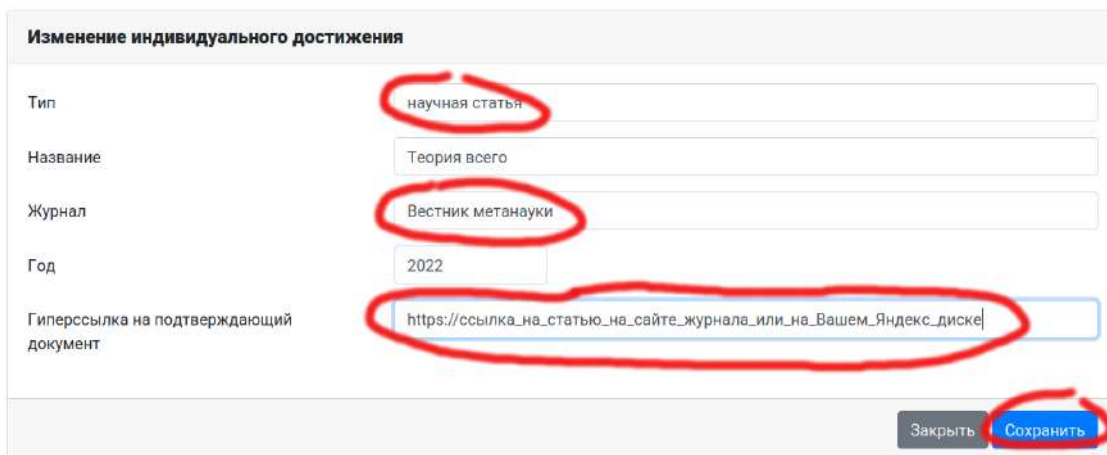 Изменение индивидуального достижения
Тип
научная статья
Название
Теория всего
Журнал
Вестник метанауки
Год
2022
Гиперссылка на подтверждающий
документ
https://ссылка_на_статью_на_сайте_журнала_или_на_Вашем_Яндекс_диске
Закрыть
Сохранить